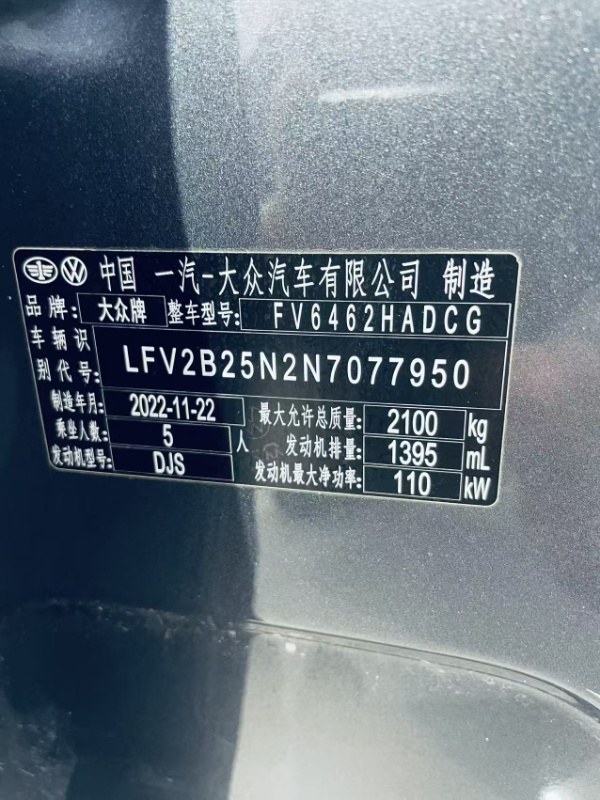 中国 一汽-大众汽车有限公司 制造
品牌: 大众牌 整车型号: FV6462HADCG
车辆识
别代号: LFV2B25N2N7077950
制造年月: 2022-11-22 最大允许总质量: 2100 kg
乘坐人数: 5 人 发动机排量: 1395 mL
发动机型号: DJS 发动机最大净功率: 110 kW